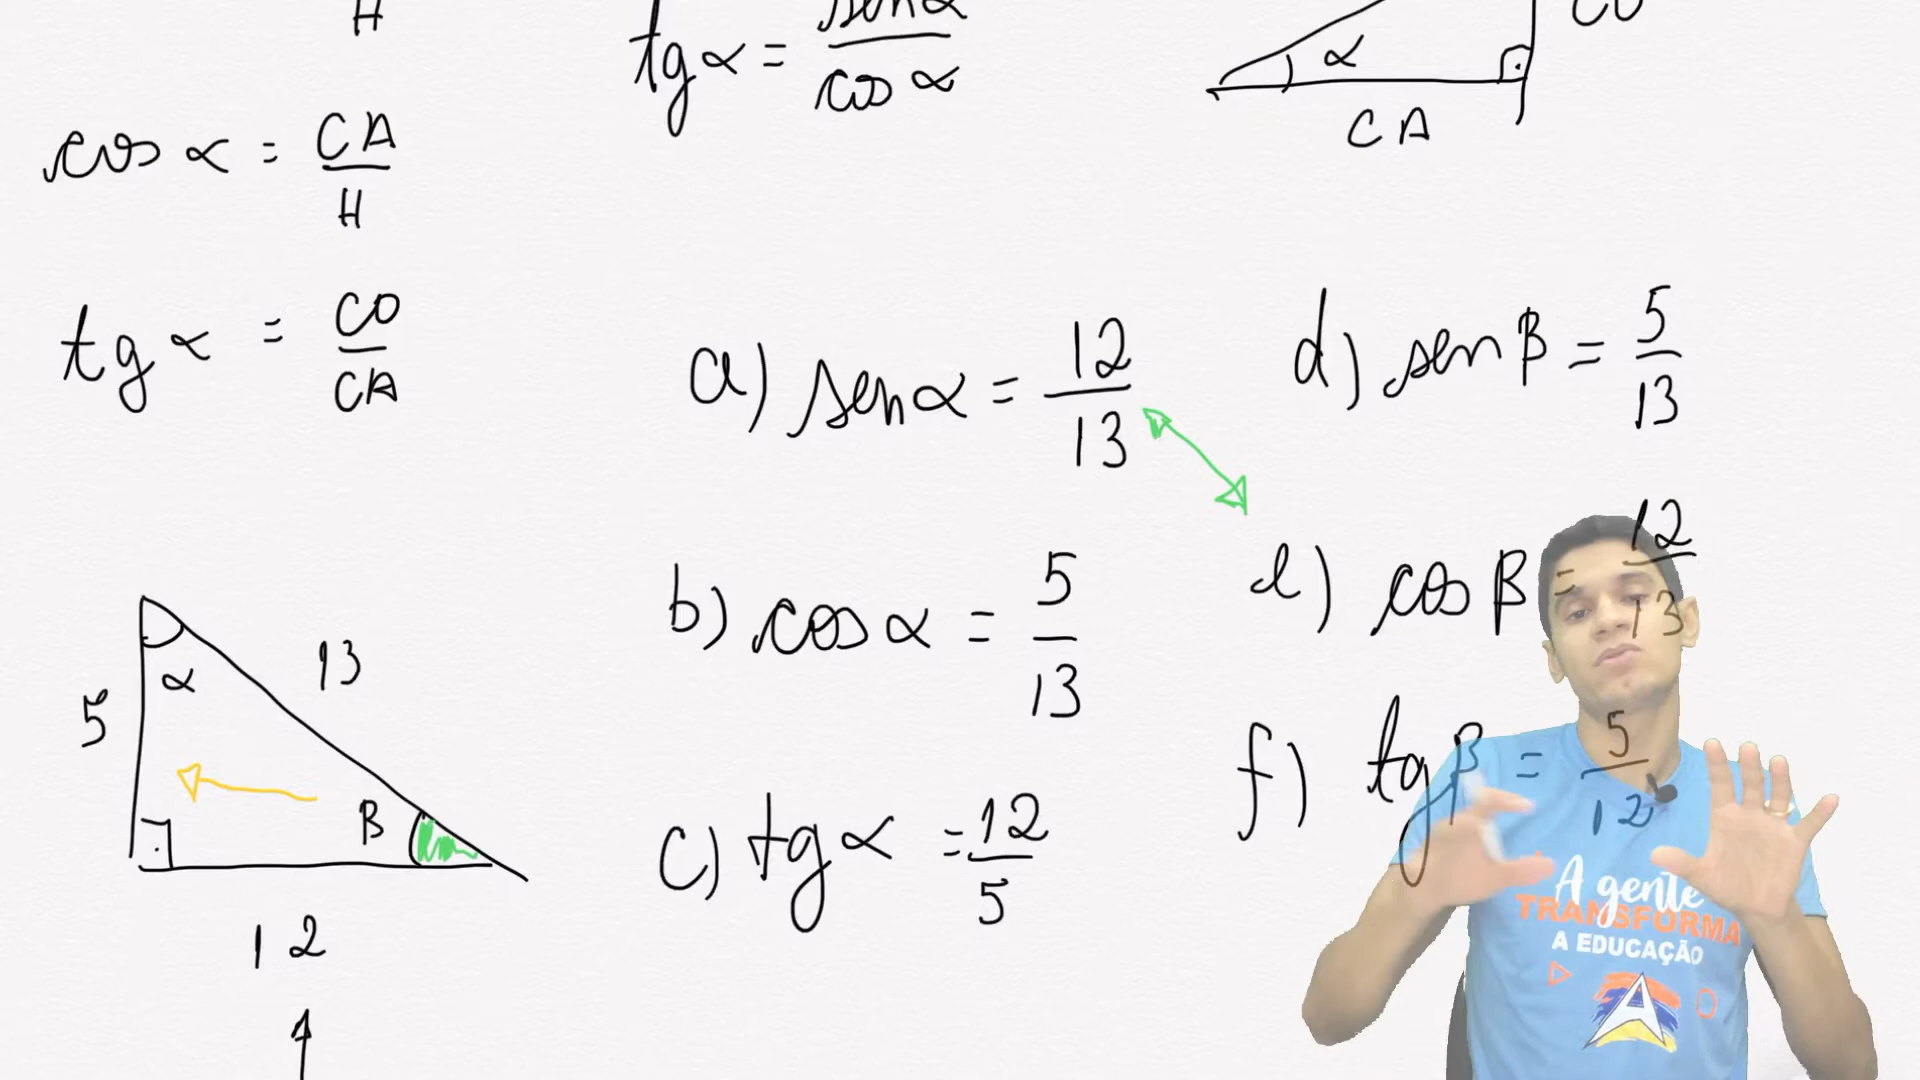 H
cos α = CA/H
tg α = CO/CA
tg α = sen α/cos α
α
CO
CA
5
α
13
β
12
a) sen α = 12/13
b) cos α = 5/13
c) tg α = 12/5
d) sen β = 5/13
e) cos β = 12/13
f) tg β = 5/12
A gente
TRANSFORMA
A EDUCAÇÃO